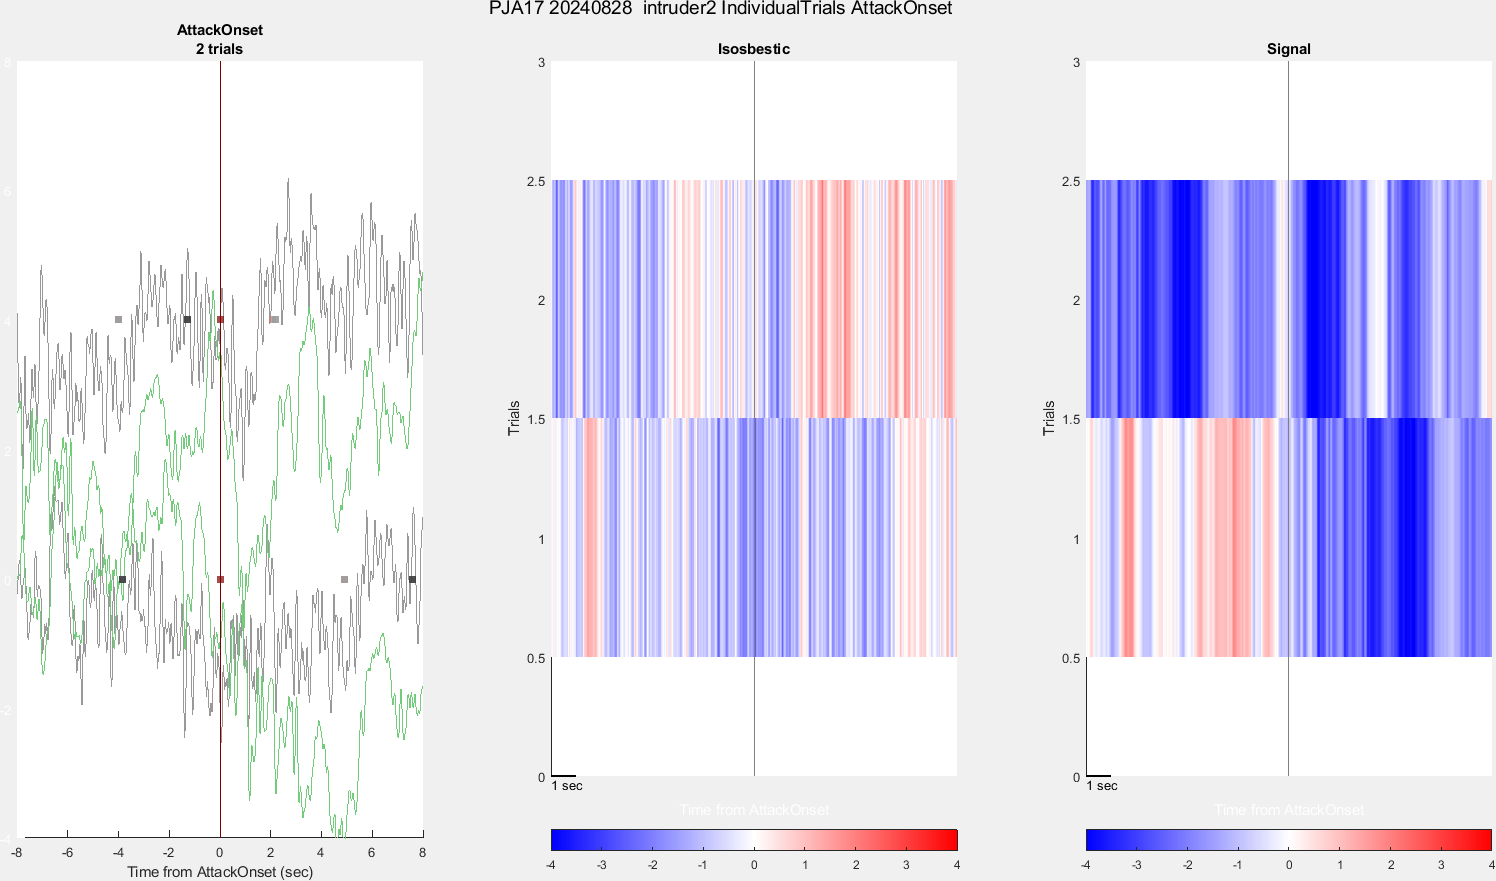 PJA17 20240828  intruder2 IndividualTrials AttackOnset
AttackOnset
2 trials
8
6
4
2
0
-2
-4
-8 -6 -4 -2 0 2 4 6 8
Time from AttackOnset (sec)
Isosbestic
3
2.5
2
1.5
1
0.5
0
Trials
1 sec
Time from AttackOnset
-4 -3 -2 -1 0 1 2 3 4
Signal
3
2.5
2
1.5
1
0.5
0
Trials
1 sec
Time from AttackOnset
-4 -3 -2 -1 0 1 2 3 4